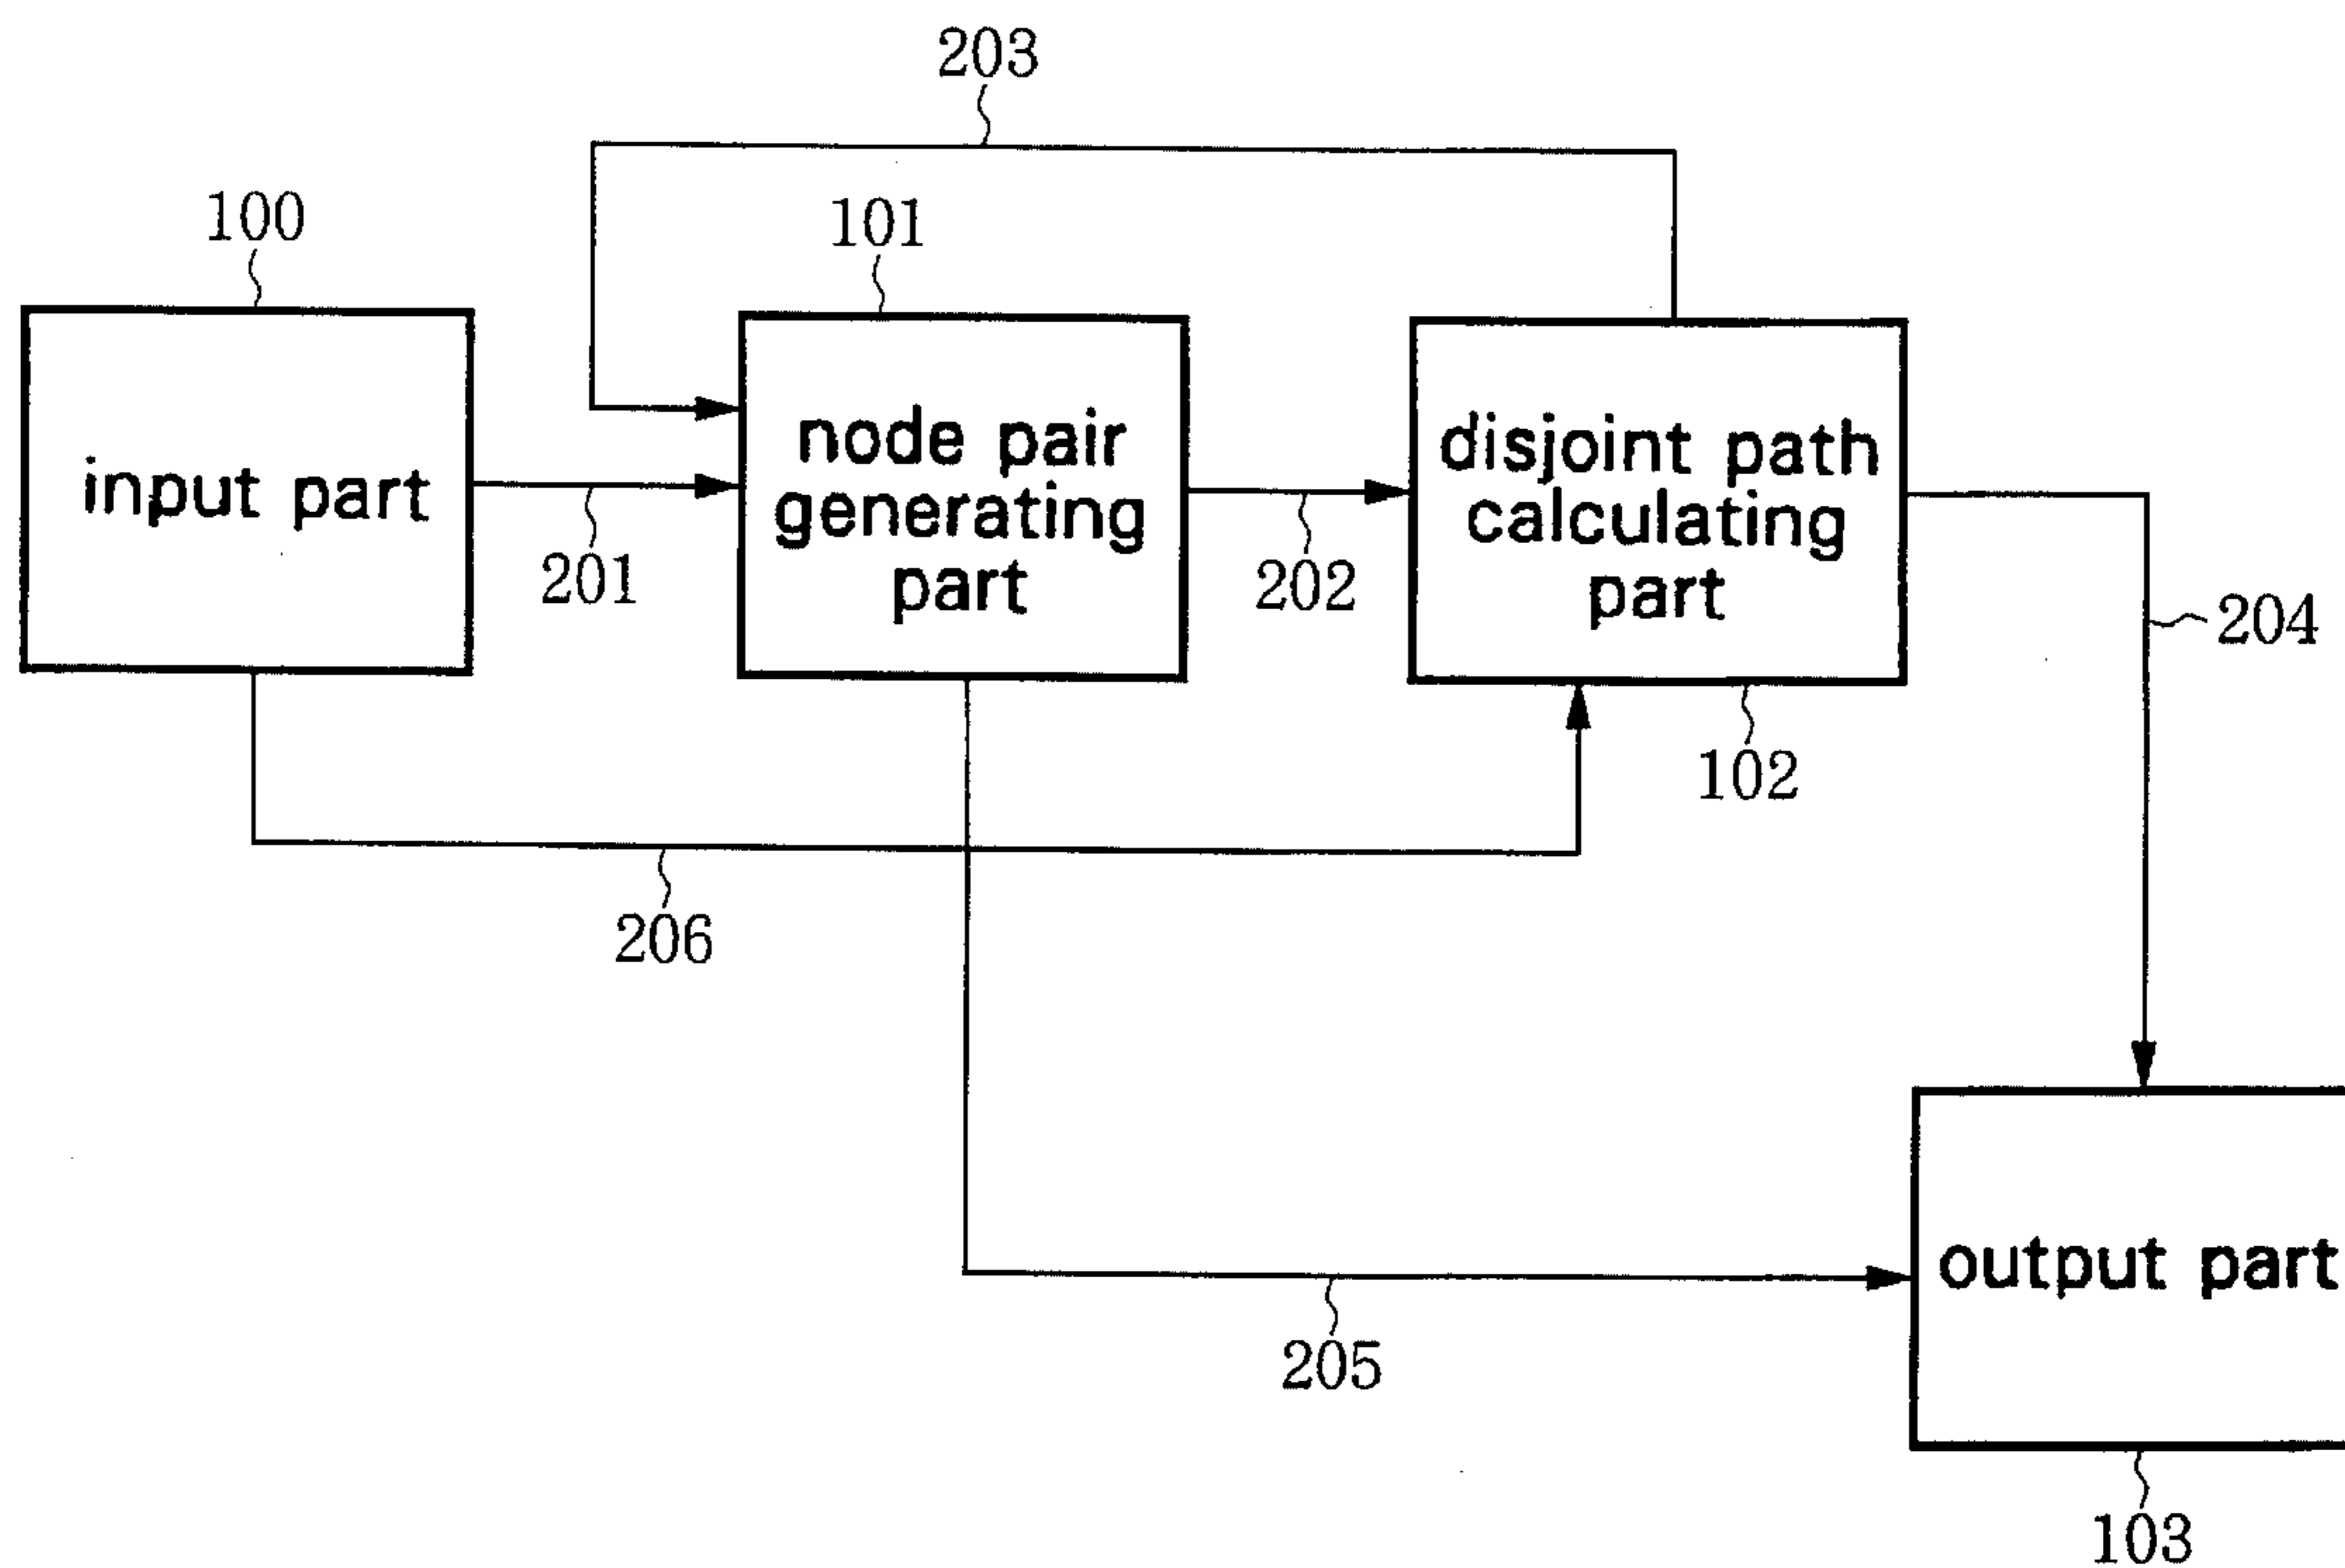 203
100
101
input part
node pair
generating
part
disjoint path
calculating
part
201
202
204
102
206
output part
205
103